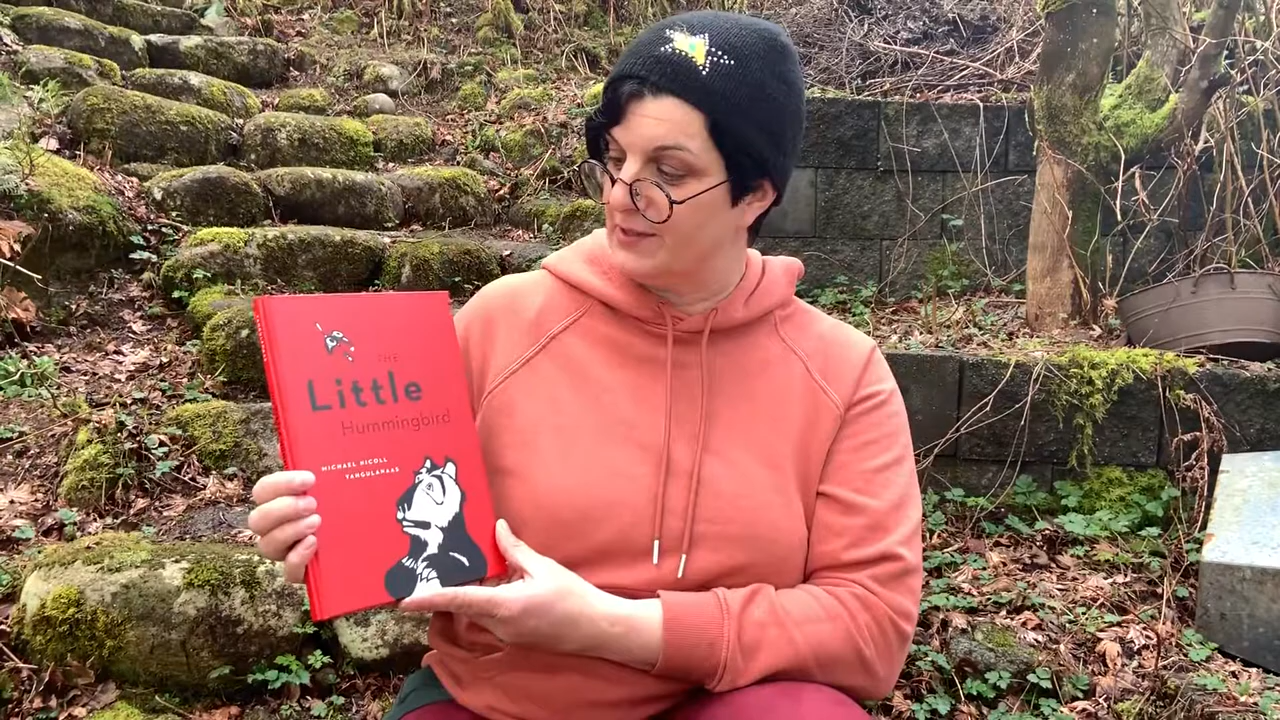 THE
Little
Hummingbird
MICHAEL NICOLL
YAHGULANAAS